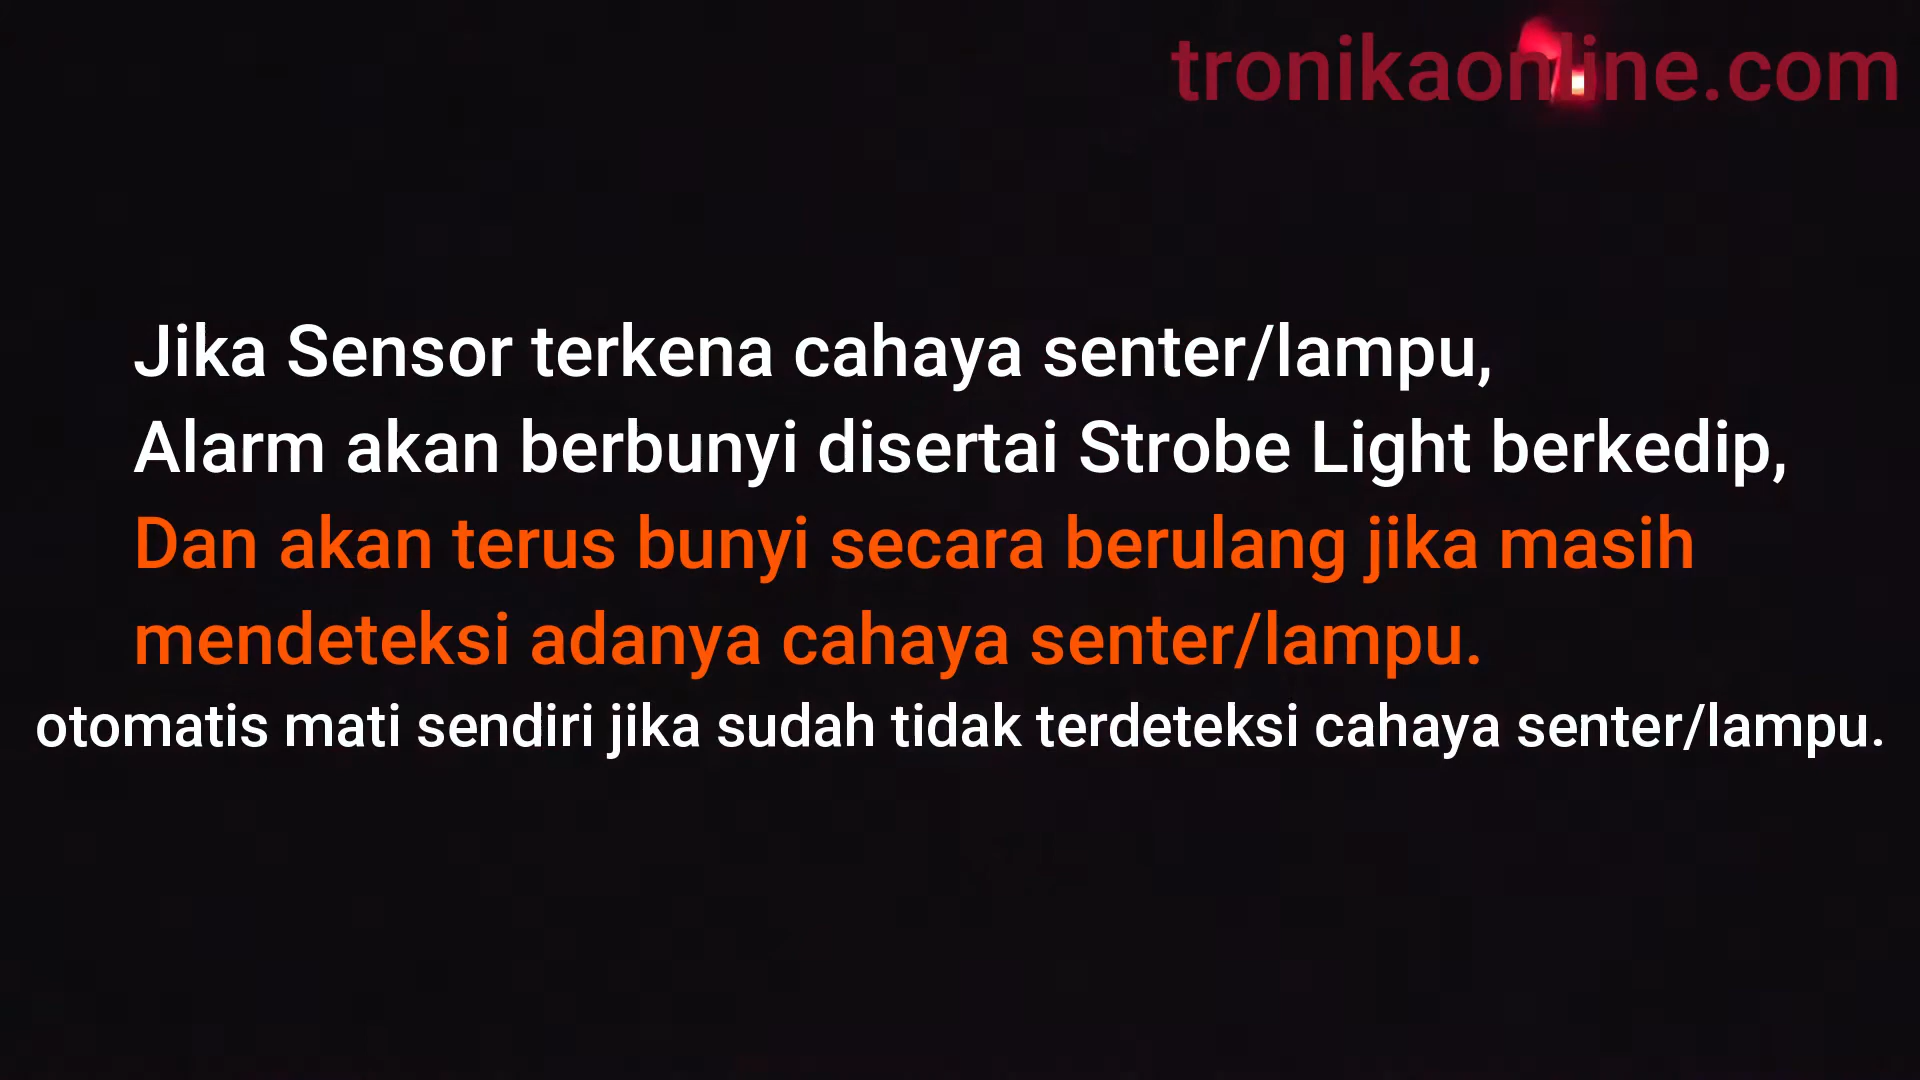 tronikaonline.com
Jika Sensor terkena cahaya senter/lampu,
Alarm akan berbunyi disertai Strobe Light berkedip,
Dan akan terus bunyi secara berulang jika masih
mendeteksi adanya cahaya senter/lampu.
otomatis mati sendiri jika sudah tidak terdeteksi cahaya senter/lampu.